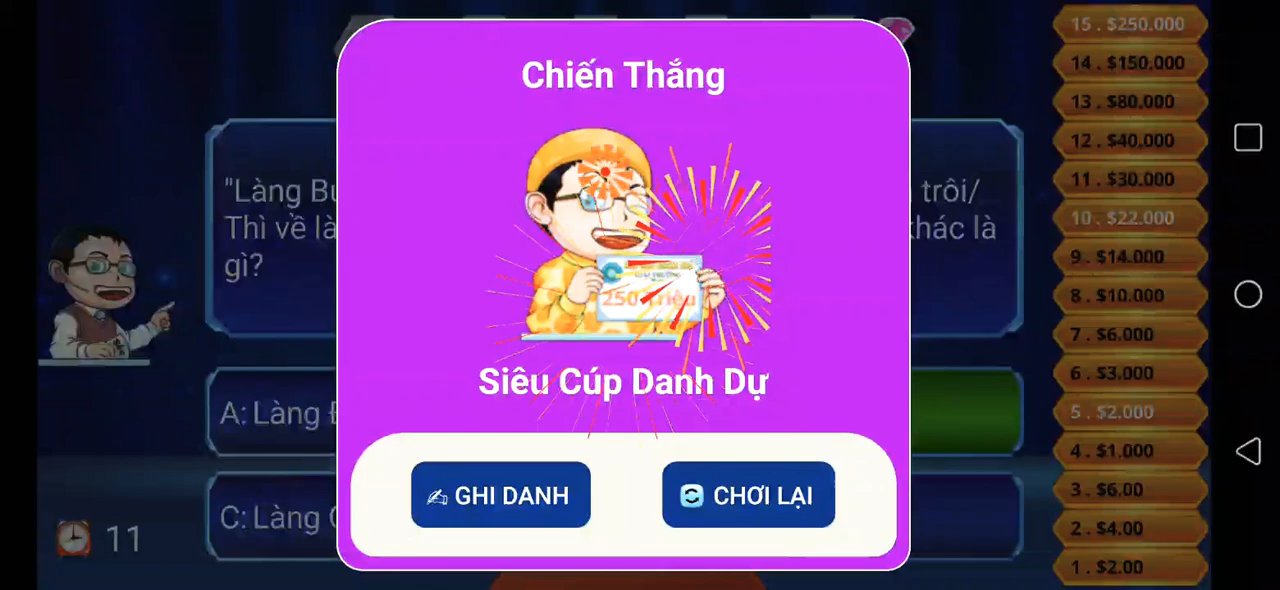 Chiến Thắng
250 Triệu
Siêu Cúp Danh Dự
GHI DANH
CHƠI LẠI
"Làng trôi/
Thì về khác là
gì?
A: Làng
C: Làng
11
15 . $250.000
14 . $150.000
13 . $80.000
12 . $40.000
11 . $30.000
10 . $22.000
9 . $14.000
8 . $10.000
7 . $6.000
6 . $3.000
5 . $2.000
4 . $1.000
3 . $6.00
2 . $4.00
1 . $2.00